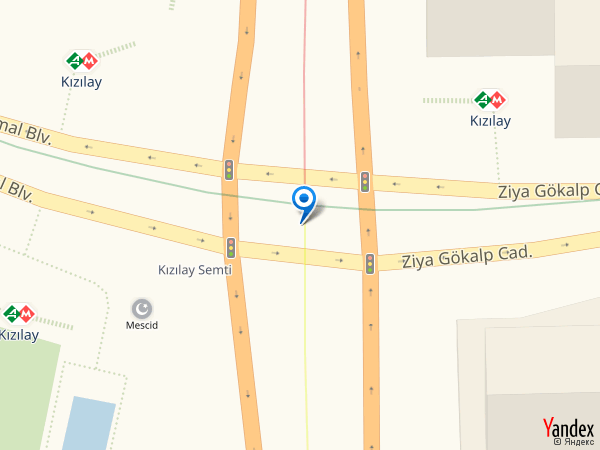 Kızılay
Kızılay
mal Blv.
Ziya Gökalp C
l Blv.
Ziya Gökalp Cad.
Kızılay Semti
Mescid
Kızılay
Yandex
© Яндекс